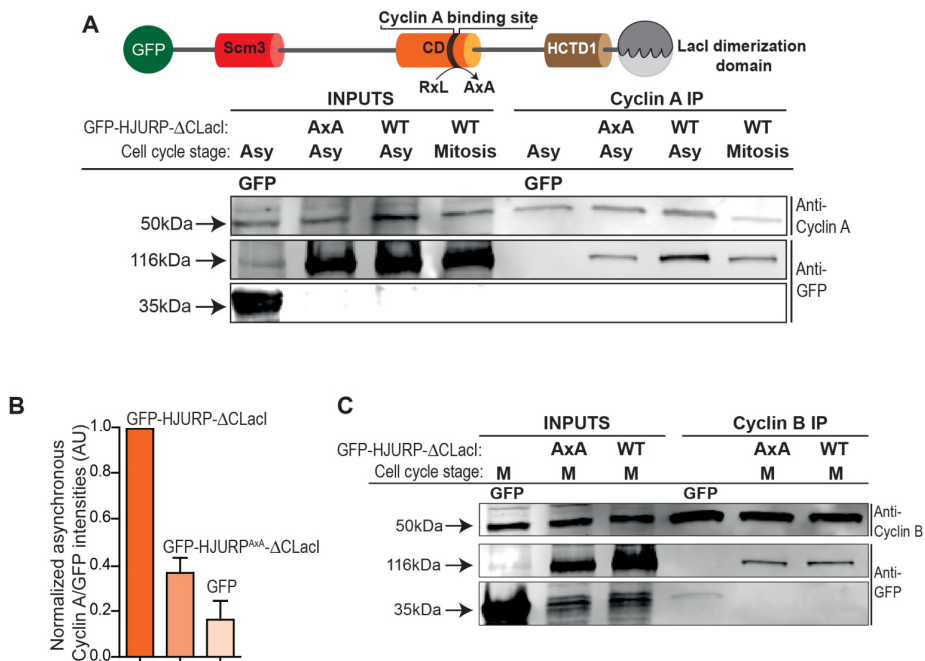 A
Cyclin A binding site
GFP
Scm3
CD
HCTD1
LacI dimerization
domain
RxL
AxA
INPUTS
Cyclin A IP
GFP-HJURP-ΔCLacI:
AxA
WT
WT
AxA
WT
WT
Cell cycle stage:
Asy
Asy
Asy
Mitosis
Asy
Asy
Asy
Mitosis
GFP
GFP
50kDa
Anti-
Cyclin A
116kDa
Anti-
GFP
35kDa
B
GFP-HJURP-ΔCLacI
GFP-HJURPAxA-ΔCLacI
GFP
Normalized asynchronous
Cyclin A/GFP intensities (AU)
1.0
0.8
0.6
0.4
0.2
0.0
C
INPUTS
Cyclin B IP
GFP-HJURP-ΔCLacI:
AxA
WT
AxA
WT
Cell cycle stage:
M
M
M
M
M
GFP
GFP
50kDa
Anti-
Cyclin B
116kDa
Anti-
GFP
35kDa